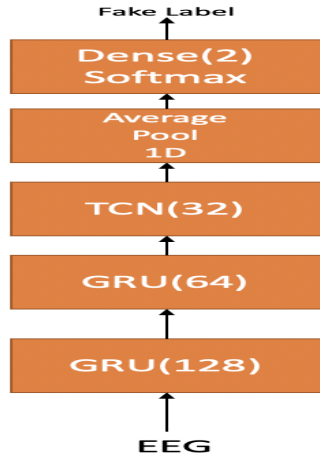 Fake Label
Dense(2)
Softmax
Average
Pool
1D
TCN(32)
GRU(64)
GRU(128)
EEG